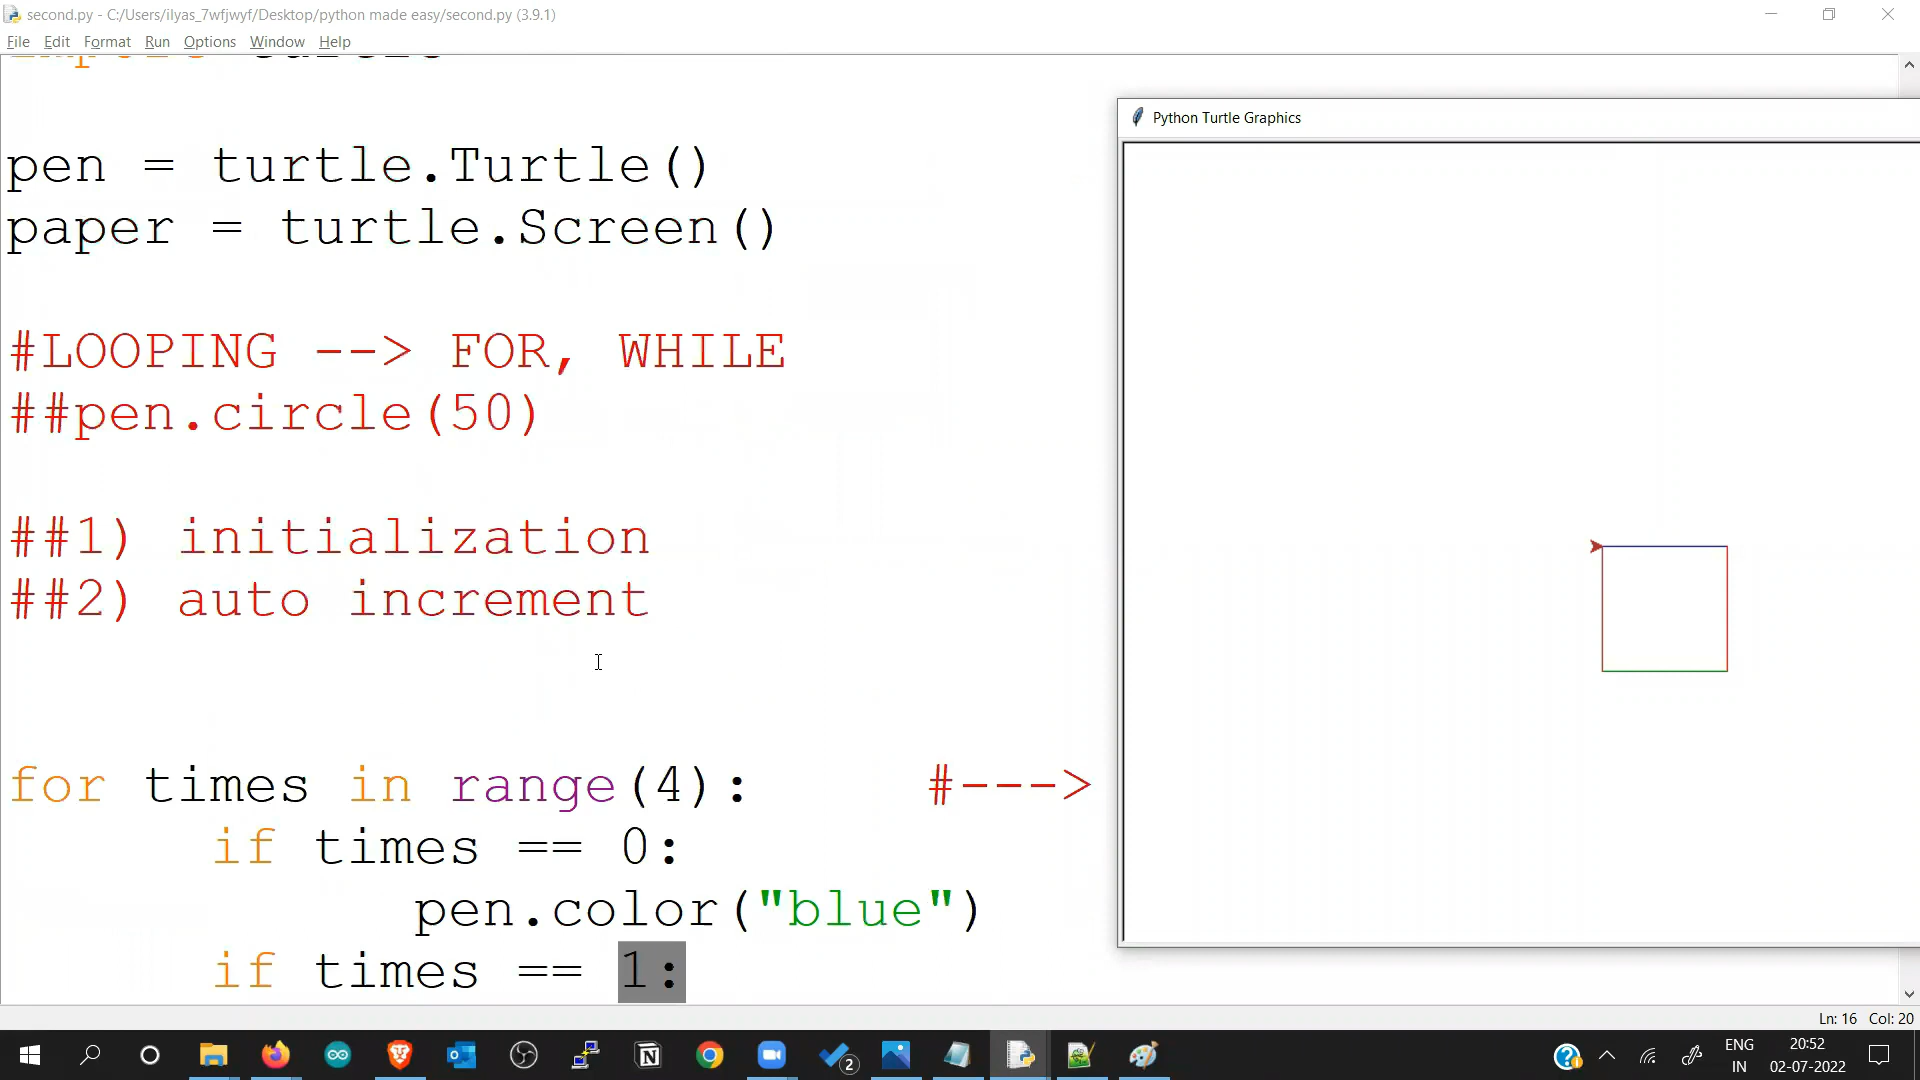 second.py - C:/Users/ilyas_7wfjwyf/Desktop/python made easy/second.py (3.9.1)
File Edit Format Run Options Window Help
pen = turtle.Turtle()
paper = turtle.Screen()
#LOOPING --> FOR, WHILE
##pen.circle(50)
##1) initialization
##2) auto increment
for times in range(4): #--->
if times == 0:
pen.color("blue")
if times == 1:
Python Turtle Graphics
Ln: 16 Col: 20
2
ENG
IN
20:52
02-07-2022